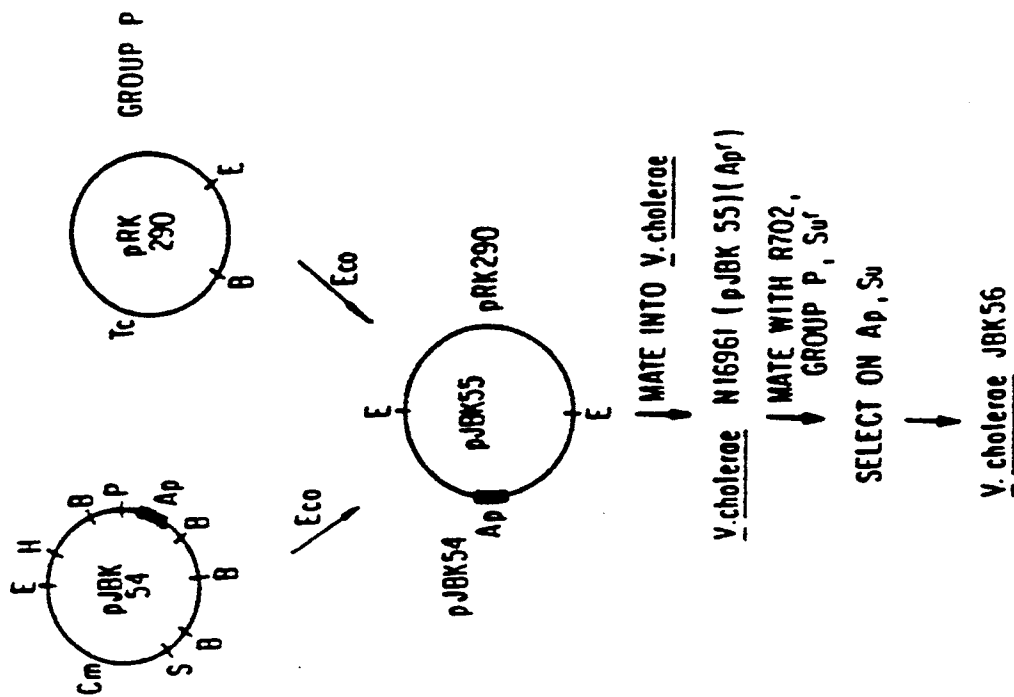 Cm
E
H
B
P
Ap
B
B
B
S
pJBK
54
Tc
pRK
290
B
E
GROUP P
Eco
Eco
pJBK54
Ap
E
pJBK55
E
pRK290
MATE INTO V.cholerae
V.cholerae N16961 (pJBK 55)(Apʳ)
MATE WITH R702,
GROUP P, Suʳ
SELECT ON Ap, Su
V. cholerae JBK56